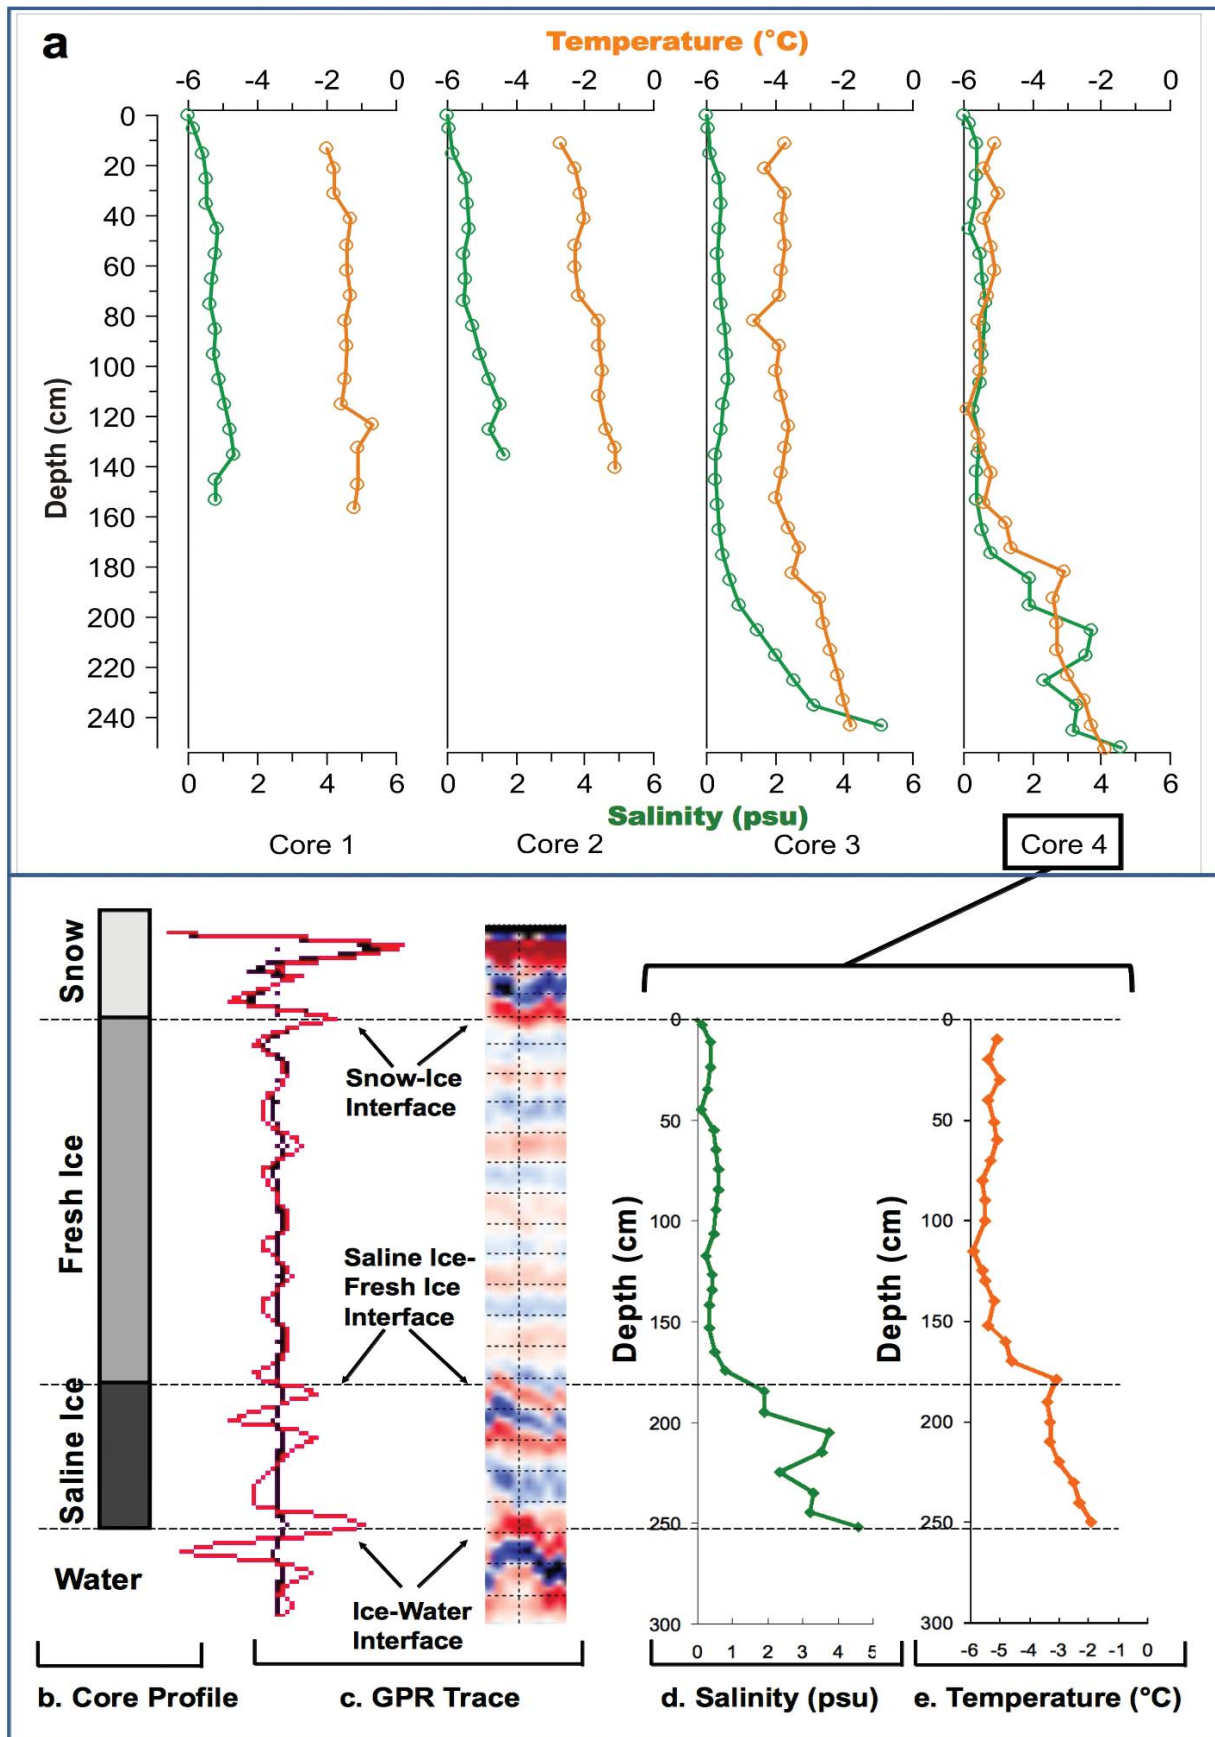 a
Temperature (°C)
-6 -4 -2 0 -6 -4 -2 0 -6 -4 -2 0 -6 -4 -2 0
Depth (cm)
0
20
40
60
80
100
120
140
160
180
200
220
240
0 2 4 6 0 2 4 6 0 2 4 6 0 2 4 6
Salinity (psu)
Core 1 Core 2 Core 3 Core 4
Snow
Fresh Ice
Saline Ice
Water
Snow-Ice
Interface
Saline Ice-
Fresh Ice
Interface
Ice-Water
Interface
Depth (cm)
0
50
100
150
200
250
300
0 1 2 3 4 5
Depth (cm)
0
50
100
150
200
250
300
-6 -5 -4 -3 -2 -1 0
b. Core Profile c. GPR Trace d. Salinity (psu) e. Temperature (°C)